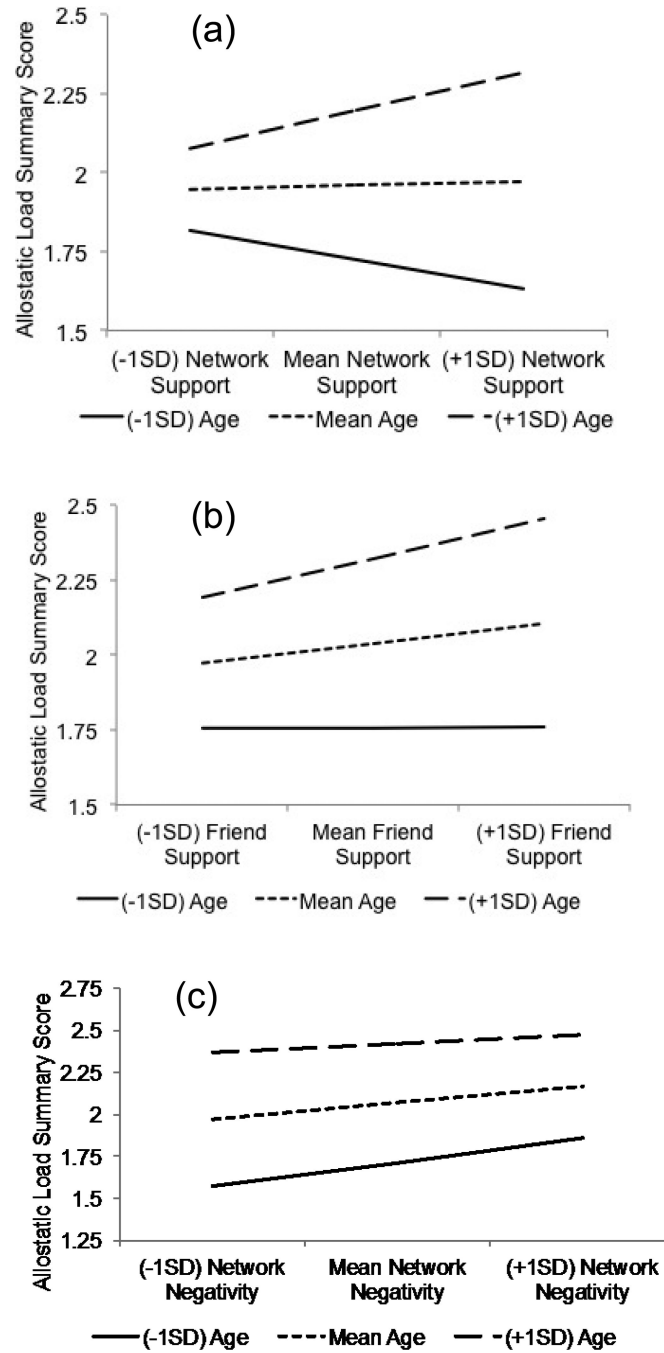 (a)
Allostatic Load Summary Score
2.5
2.25
2
1.75
1.5
(-1SD) Network Support
Mean Network Support
(+1SD) Network Support
(-1SD) Age
Mean Age
(+1SD) Age
(b)
Allostatic Load Summary Score
2.5
2.25
2
1.75
1.5
(-1SD) Friend Support
Mean Friend Support
(+1SD) Friend Support
(-1SD) Age
Mean Age
(+1SD) Age
(c)
Allostatic Load Summary Score
2.75
2.5
2.25
2
1.75
1.5
1.25
(-1SD) Network Negativity
Mean Network Negativity
(+1SD) Network Negativity
(-1SD) Age
Mean Age
(+1SD) Age